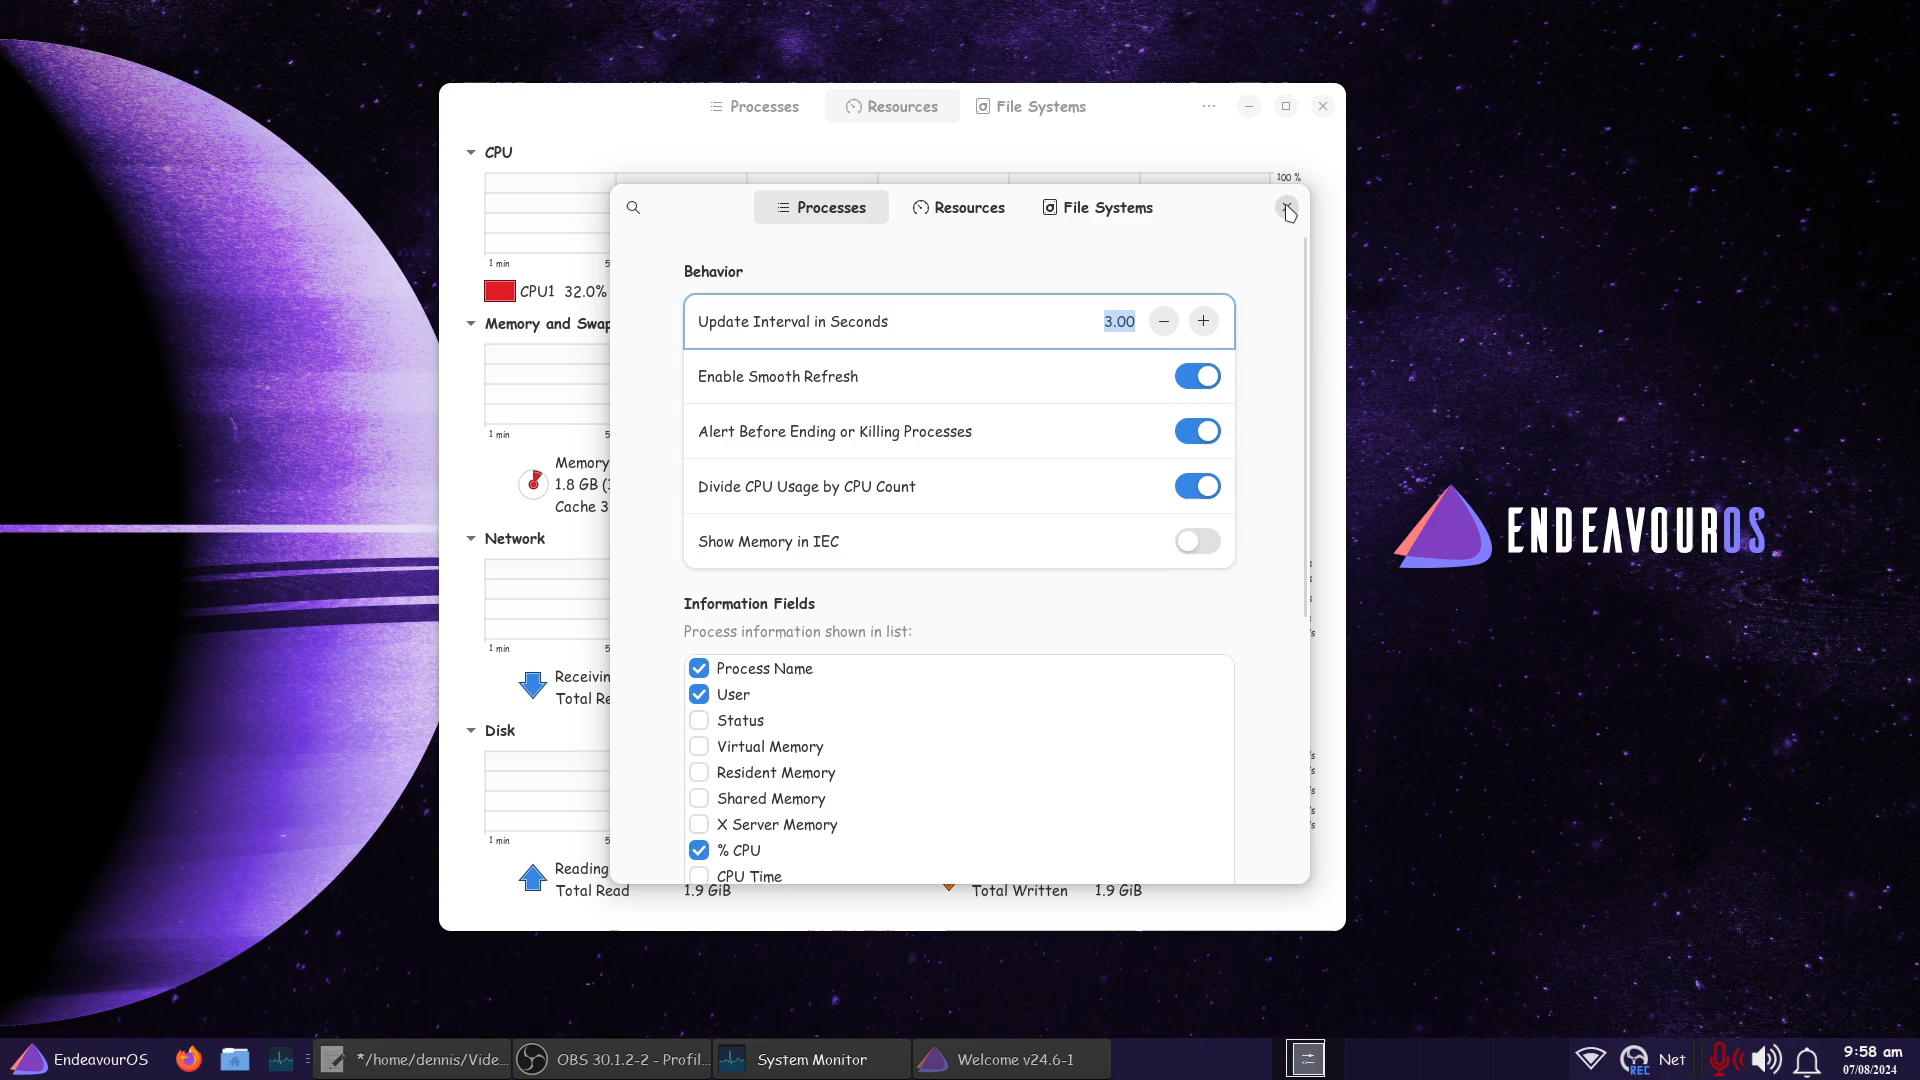 Processes
Resources
File Systems
CPU
100 %
1 min
CPU1 32.0%
Memory and Swap
1 min
Memory
1.8 GB
Cache 3
Network
1 min
Total
Disk
1 min
Reading
Total Read 1.9 GiB
Total Written 1.9 GiB
Processes
Resources
File Systems
Behavior
Update Interval in Seconds 3.00
Enable Smooth Refresh
Alert Before Ending or Killing Processes
Divide CPU Usage by CPU Count
Show Memory in IEC
Information Fields
Process information shown in list:
Process Name
User
Status
Virtual Memory
Resident Memory
Shared Memory
X Server Memory
% CPU
CPU Time
ENDEAVOUROS
EndeavourOS
*/home/dennis/Vide...
OBS 30.1.2-2 - Profil...
System Monitor
Welcome v24.6-1
REC
Net
9:58 am
07/08/2024